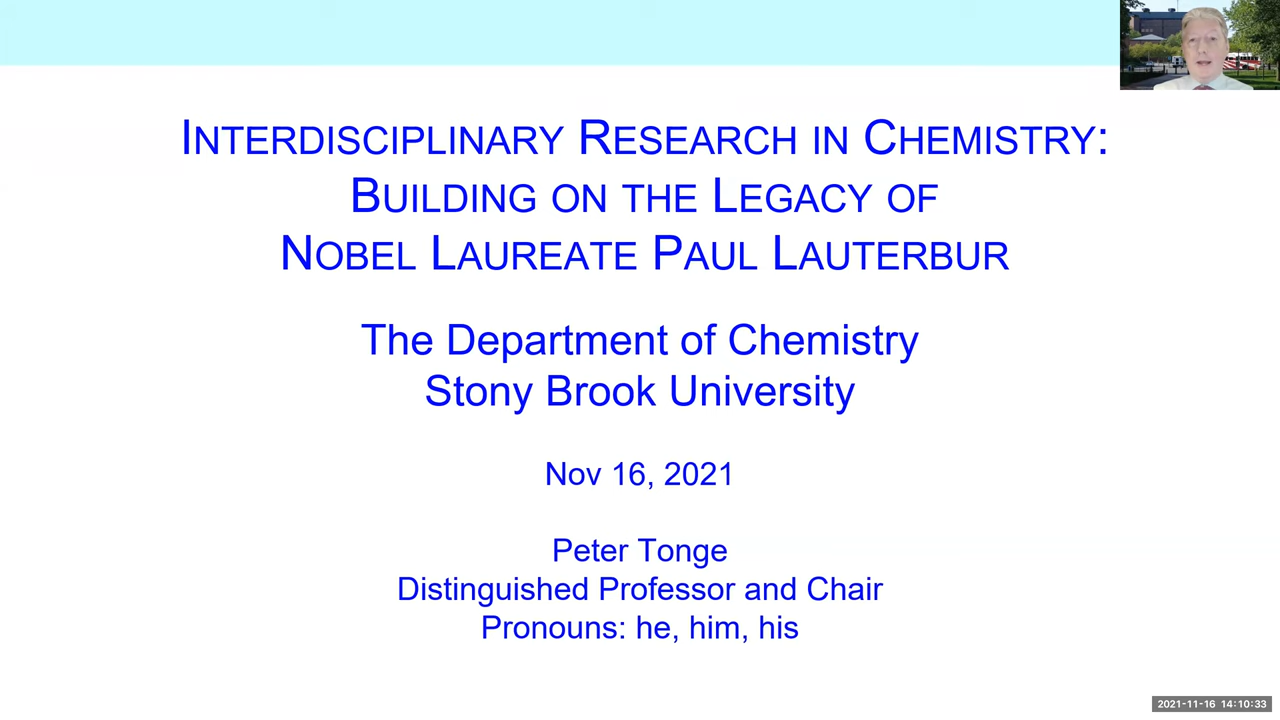 INTERDISCIPLINARY RESEARCH IN CHEMISTRY:
BUILDING ON THE LEGACY OF
NOBEL LAUREATE PAUL LAUTERBUR
The Department of Chemistry
Stony Brook University
Nov 16, 2021
Peter Tonge
Distinguished Professor and Chair
Pronouns: he, him, his
2021-11-16 14:10:33